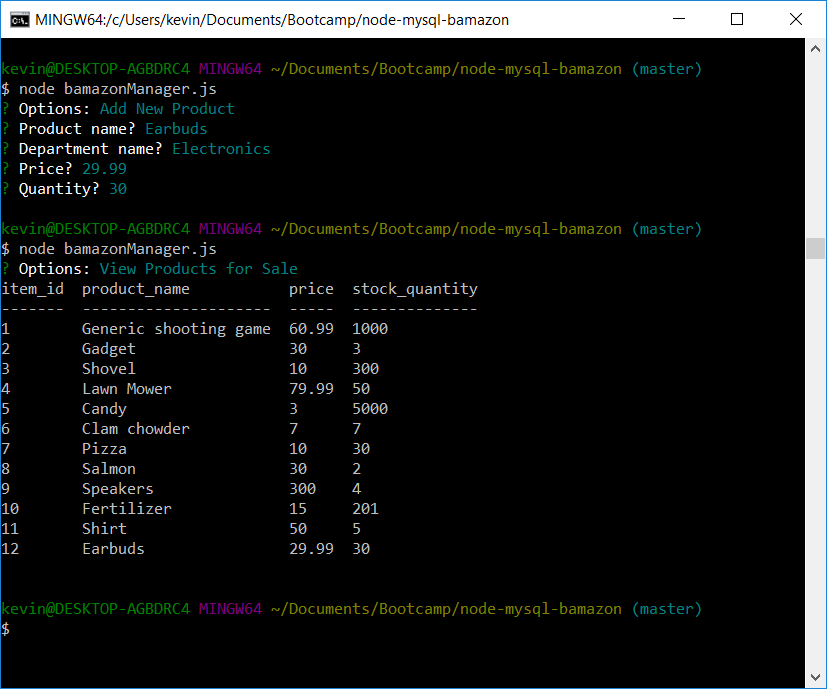 MINGW64:/c/Users/kevin/Documents/Bootcamp/node-mysql-bamazon
kevin@DESKTOP-AGBDRC4 MINGW64 ~/Documents/Bootcamp/node-mysql-bamazon (master)
$ node bamazonManager.js
? Options: Add New Product
? Product name? Earbuds
? Department name? Electronics
? Price? 29.99
? Quantity? 30
kevin@DESKTOP-AGBDRC4 MINGW64 ~/Documents/Bootcamp/node-mysql-bamazon (master)
$ node bamazonManager.js
? Options: View Products for Sale
item_id  product_name           price  stock_quantity
-------  ---------------------  -----  --------------
1        Generic shooting game  60.99  1000
2        Gadget                 30     3
3        Shovel                 10     300
4        Lawn Mower             79.99  50
5        Candy                  3      5000
6        Clam chowder           7      7
7        Pizza                  10     30
8        Salmon                 30     2
9        Speakers               300    4
10       Fertilizer             15     201
11       Shirt                  50     5
12       Earbuds                29.99  30
kevin@DESKTOP-AGBDRC4 MINGW64 ~/Documents/Bootcamp/node-mysql-bamazon (master)
$